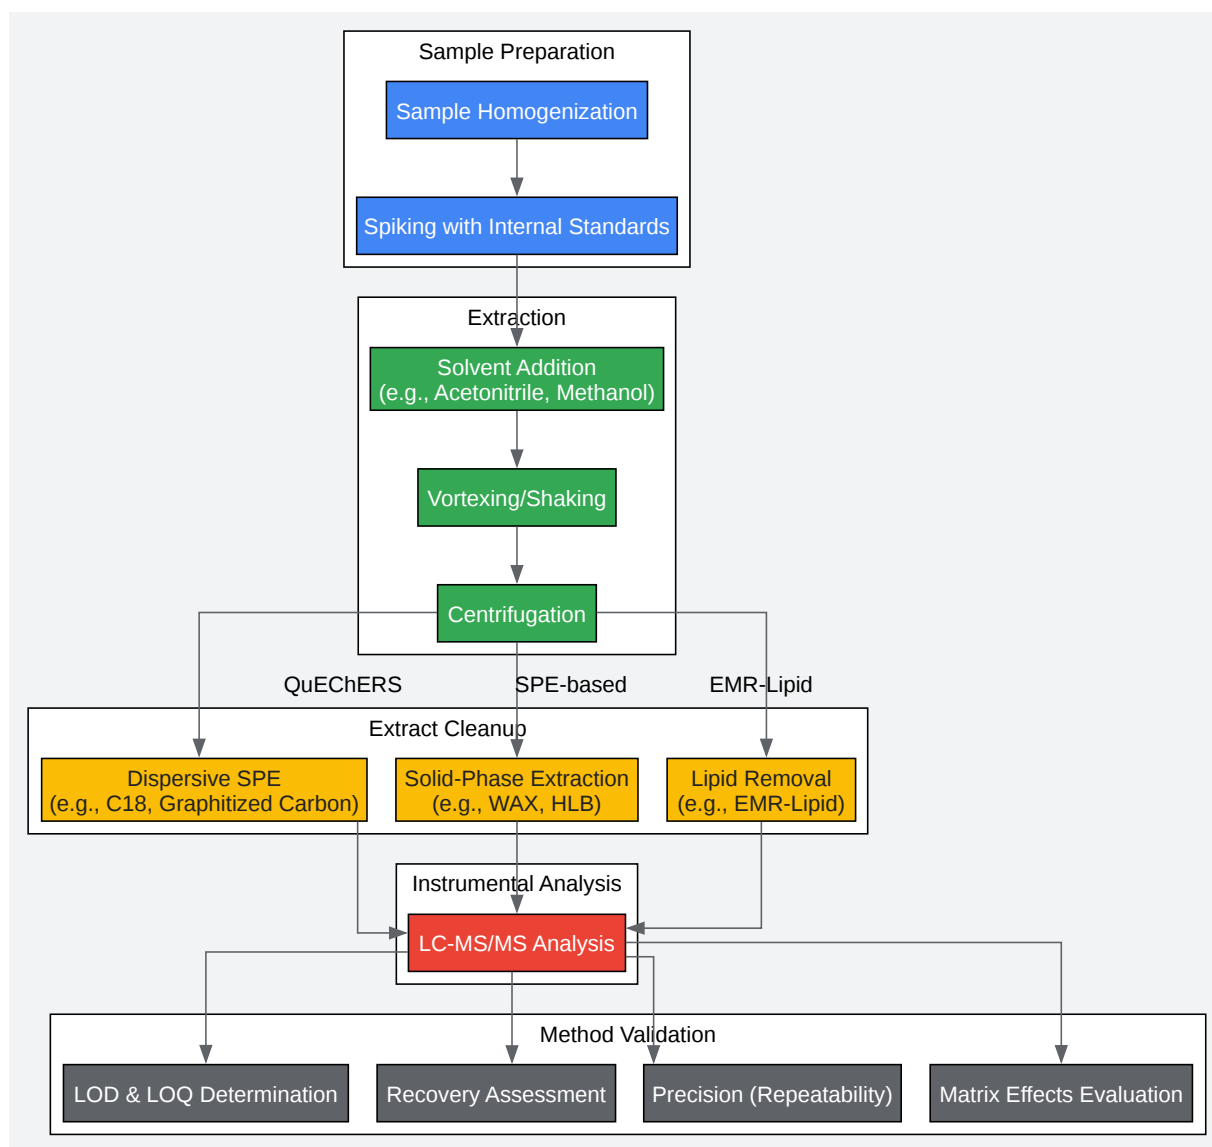 Sample Preparation
Sample Homogenization
Spiking with Internal Standards
Extraction
Solvent Addition
(e.g., Acetonitrile, Methanol)
Vortexing/Shaking
Centrifugation
QuEChERS
SPE-based
EMR-Lipid
Extract Cleanup
Dispersive SPE
(e.g., C18, Graphitized Carbon)
Solid-Phase Extraction
(e.g., WAX, HLB)
Lipid Removal
(e.g., EMR-Lipid)
Instrumental Analysis
LC-MS/MS Analysis
Method Validation
LOD & LOQ Determination
Recovery Assessment
Precision (Repeatability)
Matrix Effects Evaluation